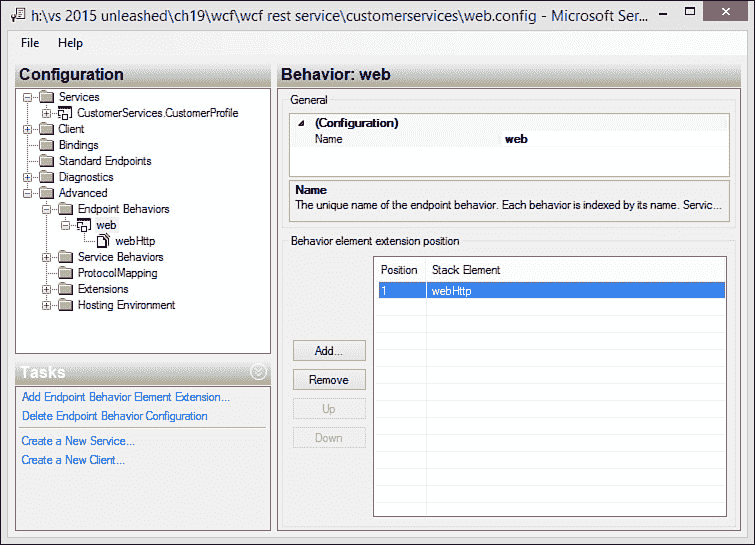 h:\vs 2015 unleashed\ch19\wcf\wcf rest service\customerservices\web.config - Microsoft Ser...
File Help
Configuration
Services
CustomerServices.CustomerProfile
Client
Bindings
Standard Endpoints
Diagnostics
Advanced
Endpoint Behaviors
web
webHttp
Service Behaviors
ProtocolMapping
Extensions
Hosting Environment
Tasks
Add Endpoint Behavior Element Extension...
Delete Endpoint Behavior Configuration
Create a New Service...
Create a New Client...
Behavior: web
General
(Configuration)
Name web
Name
The unique name of the endpoint behavior. Each behavior is indexed by its name. Servic...
Behavior element extension position
Position Stack Element
1 webHttp
Add...
Remove
Up
Down